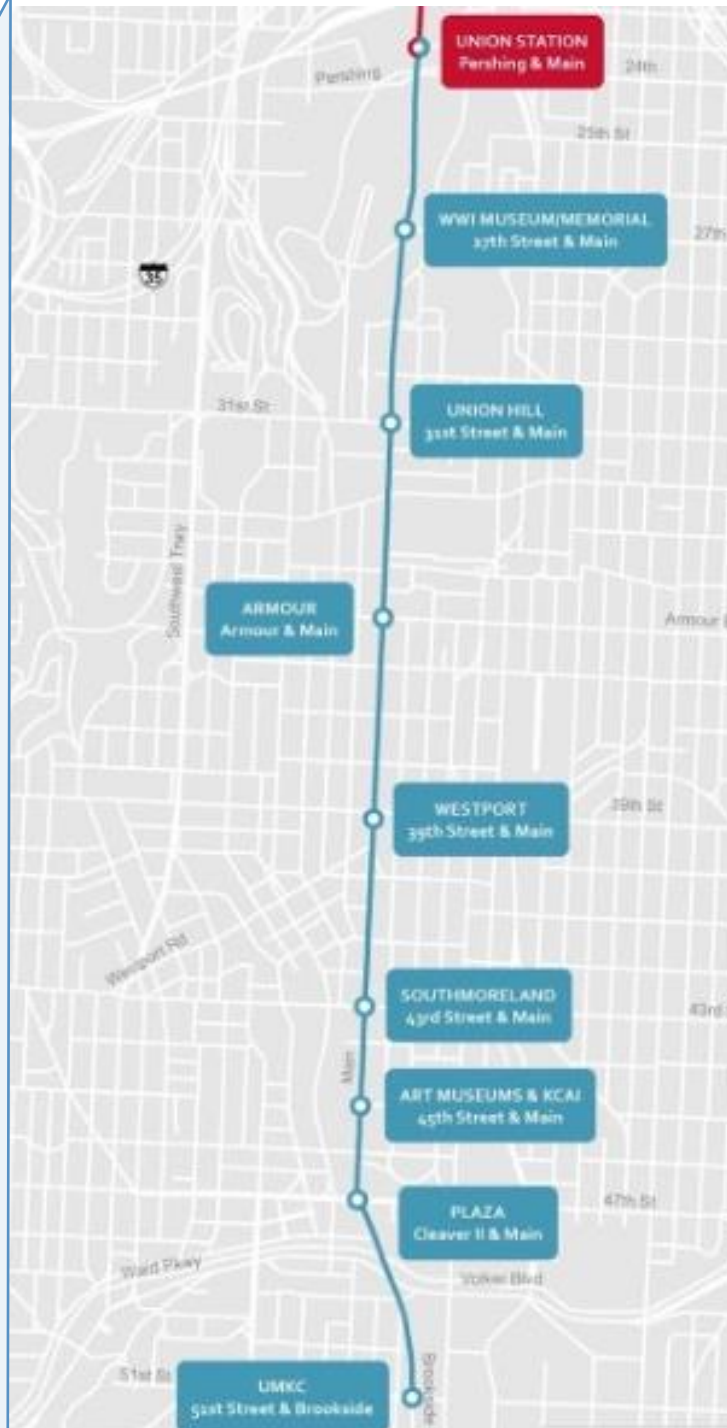 UNION STATION
Pershing & Main
Pershing
24th
25th St
WWI MUSEUM/MEMORIAL
27th Street & Main
27th
35
31st St
UNION HILL
31st Street & Main
Southwest Trwy
ARMOUR
Armour & Main
Armour
WESTPORT
39th Street & Main
39th St
Westport Rd
SOUTHMORELAND
43rd Street & Main
43rd
Main
ART MUSEUMS & KCAI
45th Street & Main
PLAZA
Cleaver II & Main
47th St
Ward Pkwy
Volker Blvd
51st St
UMKC
51st Street & Brookside
Brookside